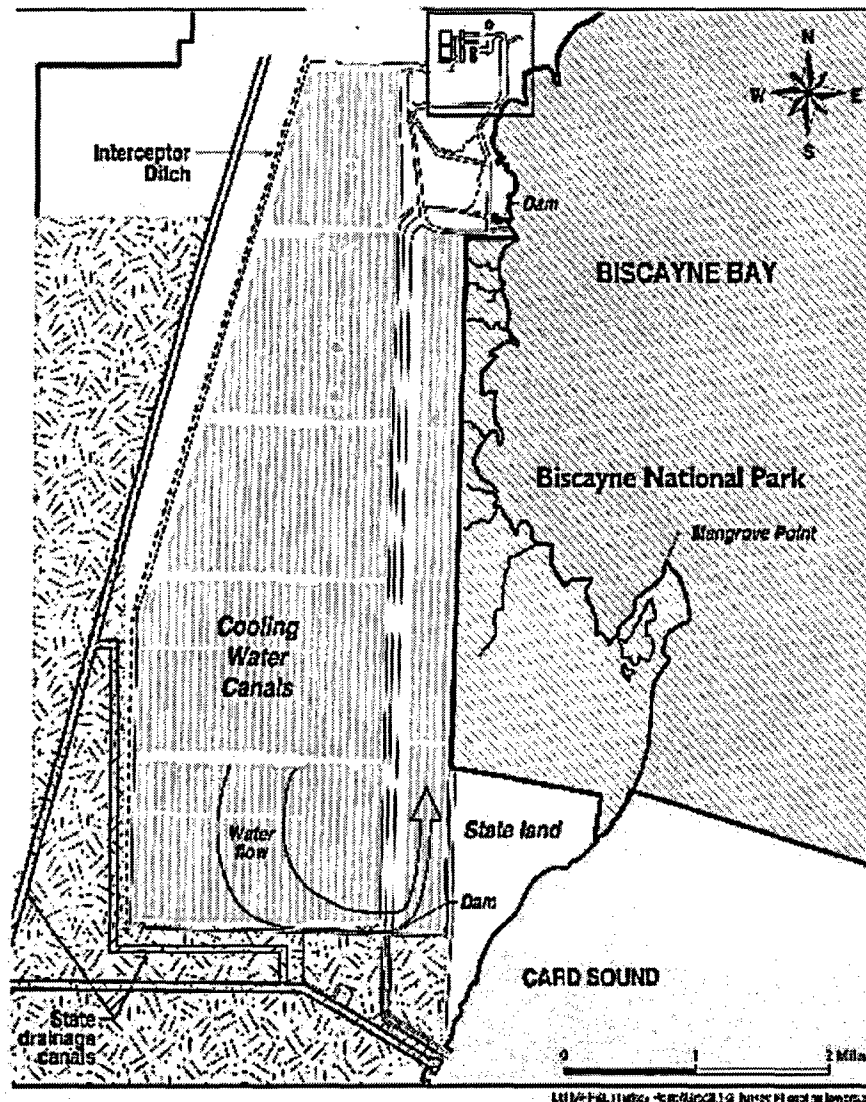 N
W E
S
Interceptor
Ditch
Dam
BISCAYNE BAY
Biscayne National Park
Mangrove Point
Cooling
Water
Canals
Water
flow
State land
Dam
CARD SOUND
State
drainage
canals
0 1 2 Miles